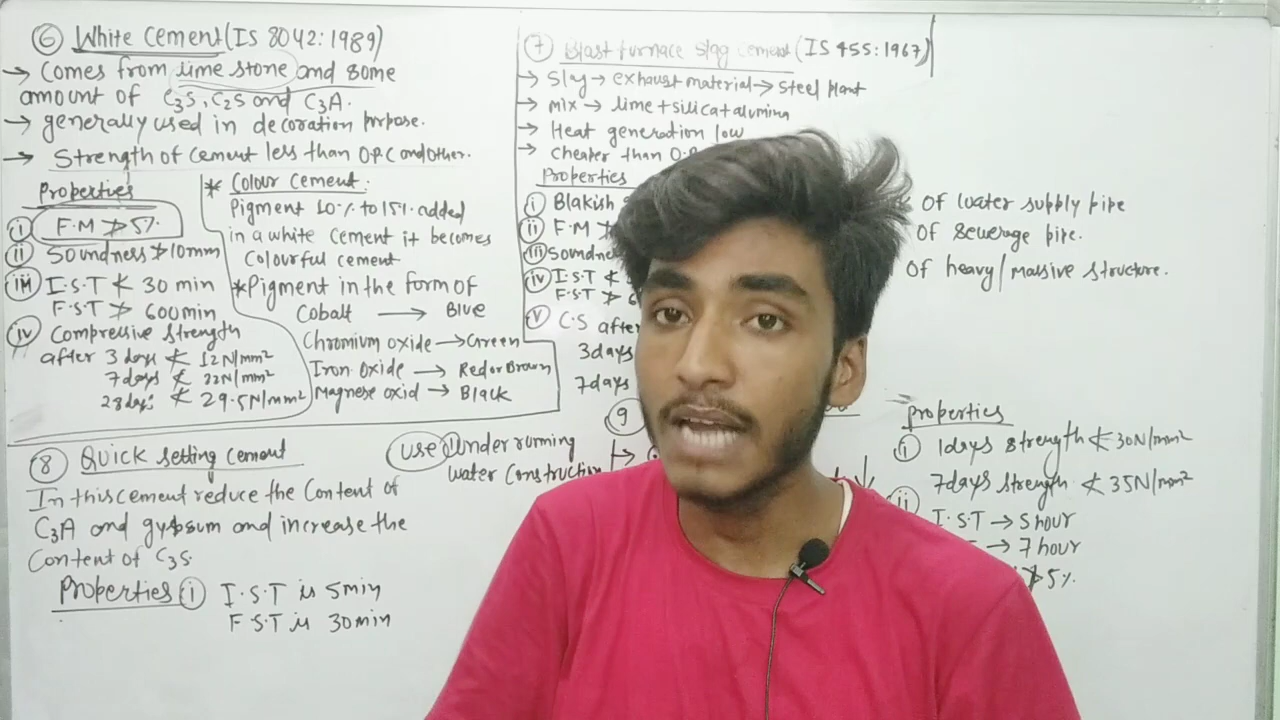 ⑥ White Cement (IS 8042:1989)
→ Comes from lime stone and some
amount of C3S, C2S and C3A.
→ generally used in decoration porpose.
→ Strength of cement less than OPC and other.
Properties
ⓘ F.M ≯ 5%
ⓘⓘ Soundness ≯ 10mm
ⓘⓘⓘ I.S.T ≮ 30 min
F.S.T ≯ 600min
ⓘⓥ Compressive strength
after 3 days ≮ 12N/mm²
7days ≮ 22N/mm²
28days ≮ 29.5N/mm²
* Colour cement:
Pigment 10% to 15% added
in a white cement it becomes
Colourful cement
* Pigment in the form of
Cobalt → Blue
Chromium oxide → Green
Iron Oxide → Red or Brown
Magnese oxid → Black
⑦ Blast furnace slag cement (IS 455:1967)
→ Slag → exhaust material → steel plant
→ mix → lime + silica + alumina
→ Heat generation low
→ Cheaper than O.P
Properties
ⓘ Blakish
ⓘⓘ F.M ≯
ⓘⓘⓘ Soundne
ⓘⓥ I.S.T ≮
F.S.T ≯ 6
ⓥ C.S after
3days
7days
of water supply pipe
of sewerage pipe.
of heavy/massive structure.
⑧ Quick setting cement
In this cement reduce the content of
C3A and gypsum and increase the
Content of C3S
Properties ⓘ I.S.T is 5min
F.S.T is 30min
use Under running
water construction
⑨
→
properties
ⓘ 1days strength ≮ 30N/mm²
7days strength ≮ 35N/mm²
ⓘⓘ I.S.T → 5 hour
→ 7 hour
≯ 5%